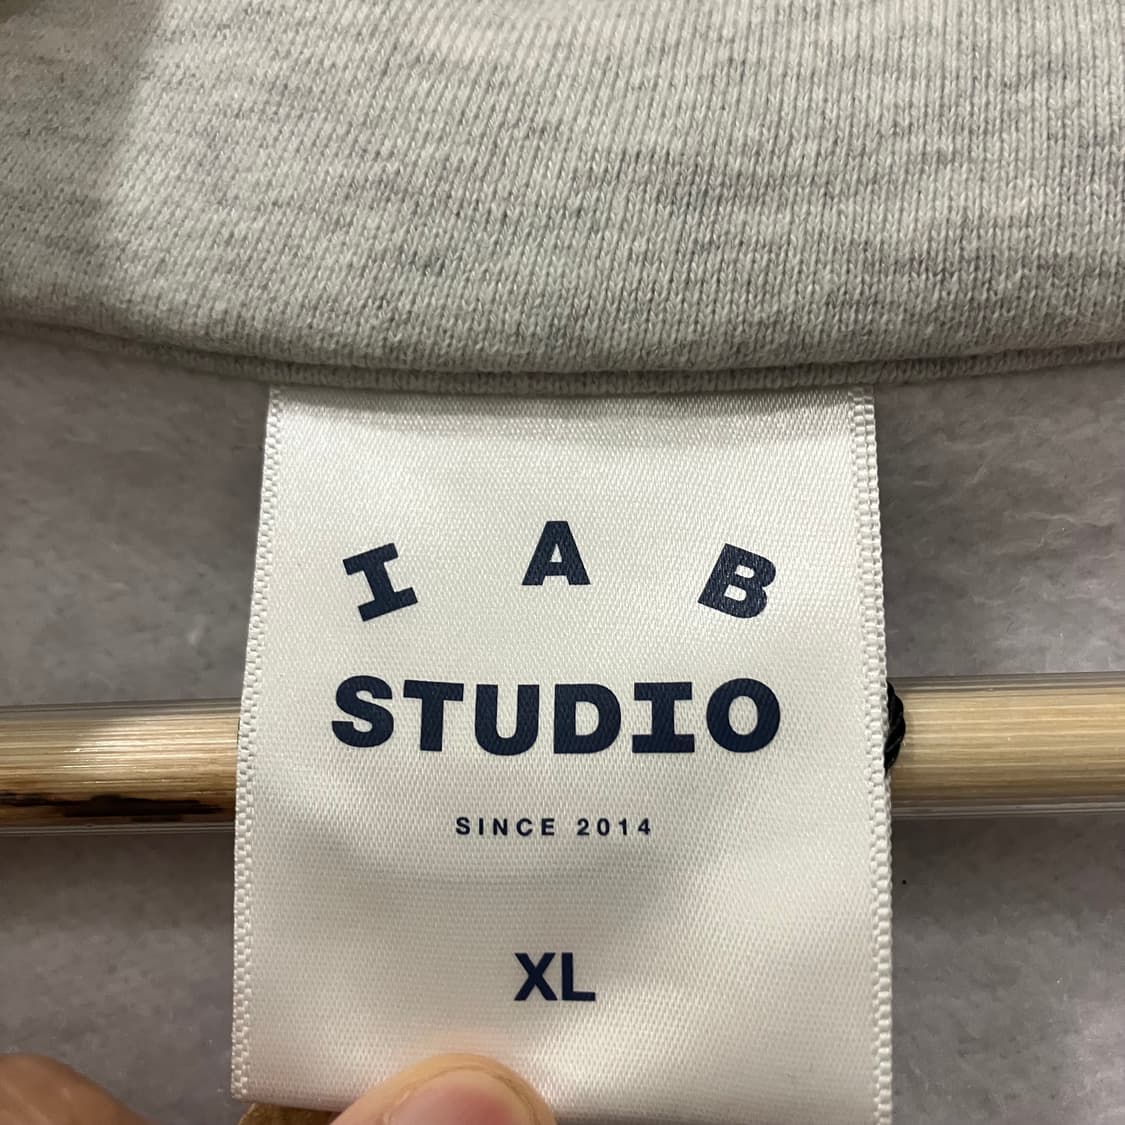 I A B
STUDIO
SINCE 2014
XL